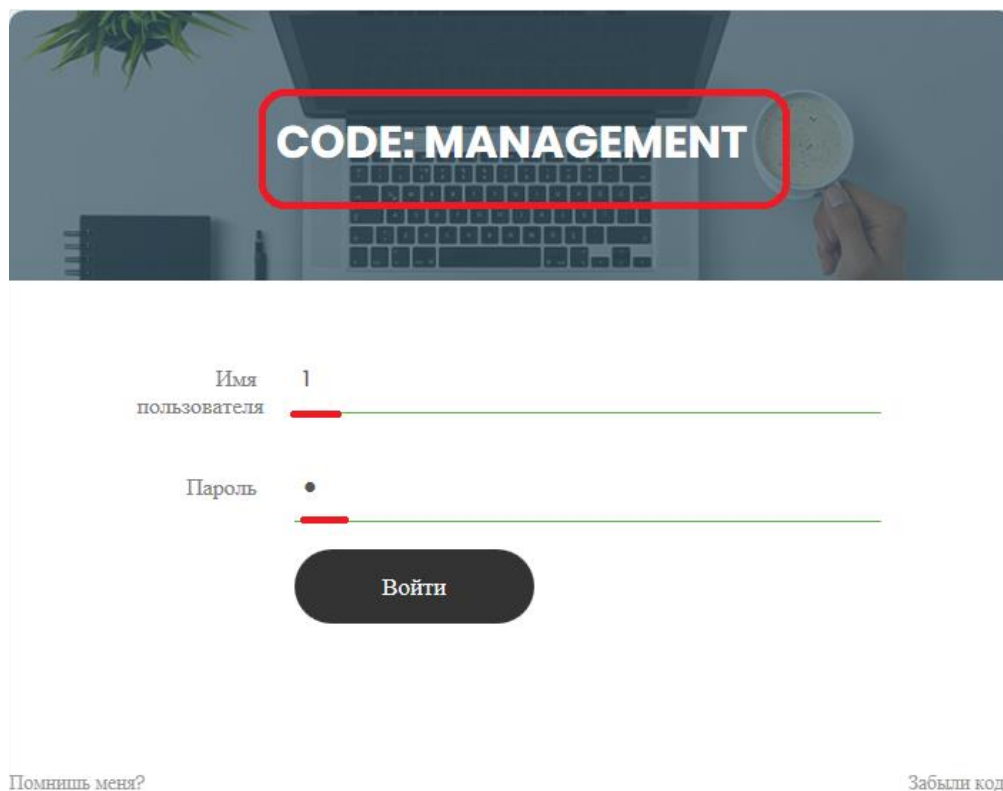 CODE: MANAGEMENT
Имя
пользователя
1
Пароль
●
Войти
Помнишь меня?
Забыли код